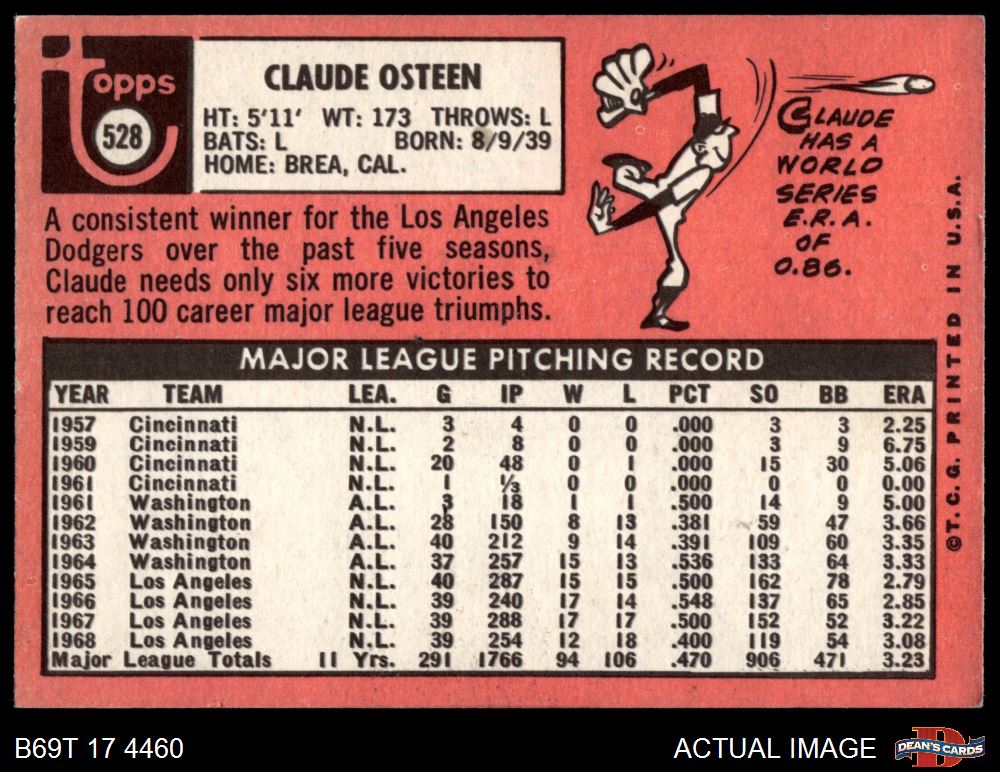 topps
528
CLAUDE OSTEEN
HT: 5'11' WT: 173 THROWS: L
BATS: L BORN: 8/9/39
HOME: BREA, CAL.
A consistent winner for the Los Angeles
Dodgers over the past five seasons,
Claude needs only six more victories to
reach 100 career major league triumphs.
CLAUDE
HAS A
WORLD
SERIES
E.R.A.
OF
0.86.
MAJOR LEAGUE PITCHING RECORD
YEAR TEAM LEA. G IP W L PCT SO BB ERA
1957 Cincinnati N.L. 3 4 0 0 .000 3 3 2.25
1959 Cincinnati N.L. 2 8 0 0 .000 3 9 6.75
1960 Cincinnati N.L. 20 48 0 1 .000 15 30 5.06
1961 Cincinnati N.L. 1 ⅓ 0 0 .000 0 0 0.00
1961 Washington A.L. 3 18 1 1 .500 14 9 5.00
1962 Washington A.L. 28 150 8 13 .381 59 47 3.66
1963 Washington A.L. 40 212 9 14 .391 109 60 3.35
1964 Washington A.L. 37 257 15 13 .536 133 64 3.33
1965 Los Angeles N.L. 40 287 15 15 .500 162 78 2.79
1966 Los Angeles N.L. 39 240 17 14 .548 137 65 2.85
1967 Los Angeles N.L. 39 288 17 17 .500 152 52 3.22
1968 Los Angeles N.L. 39 254 12 18 .400 119 54 3.08
Major League Totals 11 Yrs. 291 1766 94 106 .470 906 471 3.23
©T.C.G. PRINTED IN U.S.A.
B69T 17 4460
ACTUAL IMAGE
DEAN'S CARDS